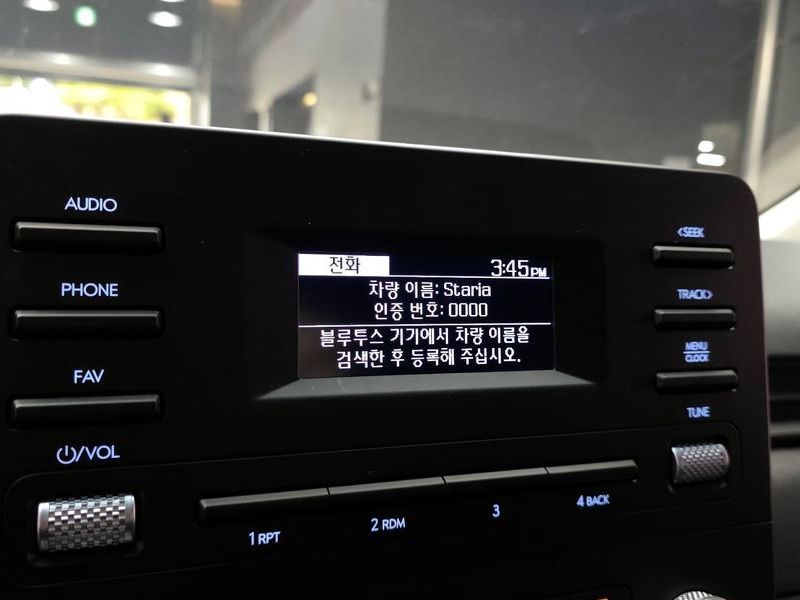 AUDIO
PHONE
FAV
/VOL
전화 3:45 PM
차량 이름: Staria
인증 번호: 0000
블루투스 기기에서 차량 이름을
검색한 후 등록해 주십시오.
<SEEK
TRACK>
MENU
CLOCK
TUNE
1 RPT
2 RDM
3
4 BACK